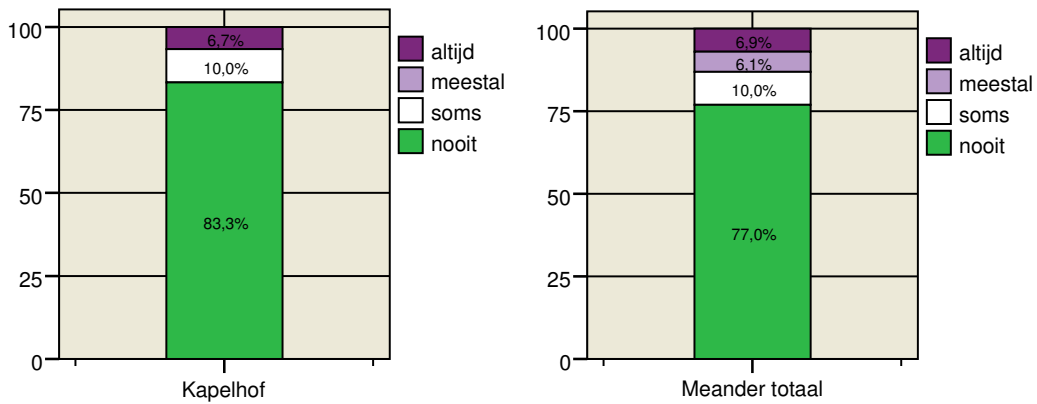 100
75
50
25
0
6,7%
10,0%
83,3%
Kapelhof
altijd
meestal
soms
nooit
100
75
50
25
0
6,9%
6,1%
10,0%
77,0%
Meander totaal
altijd
meestal
soms
nooit